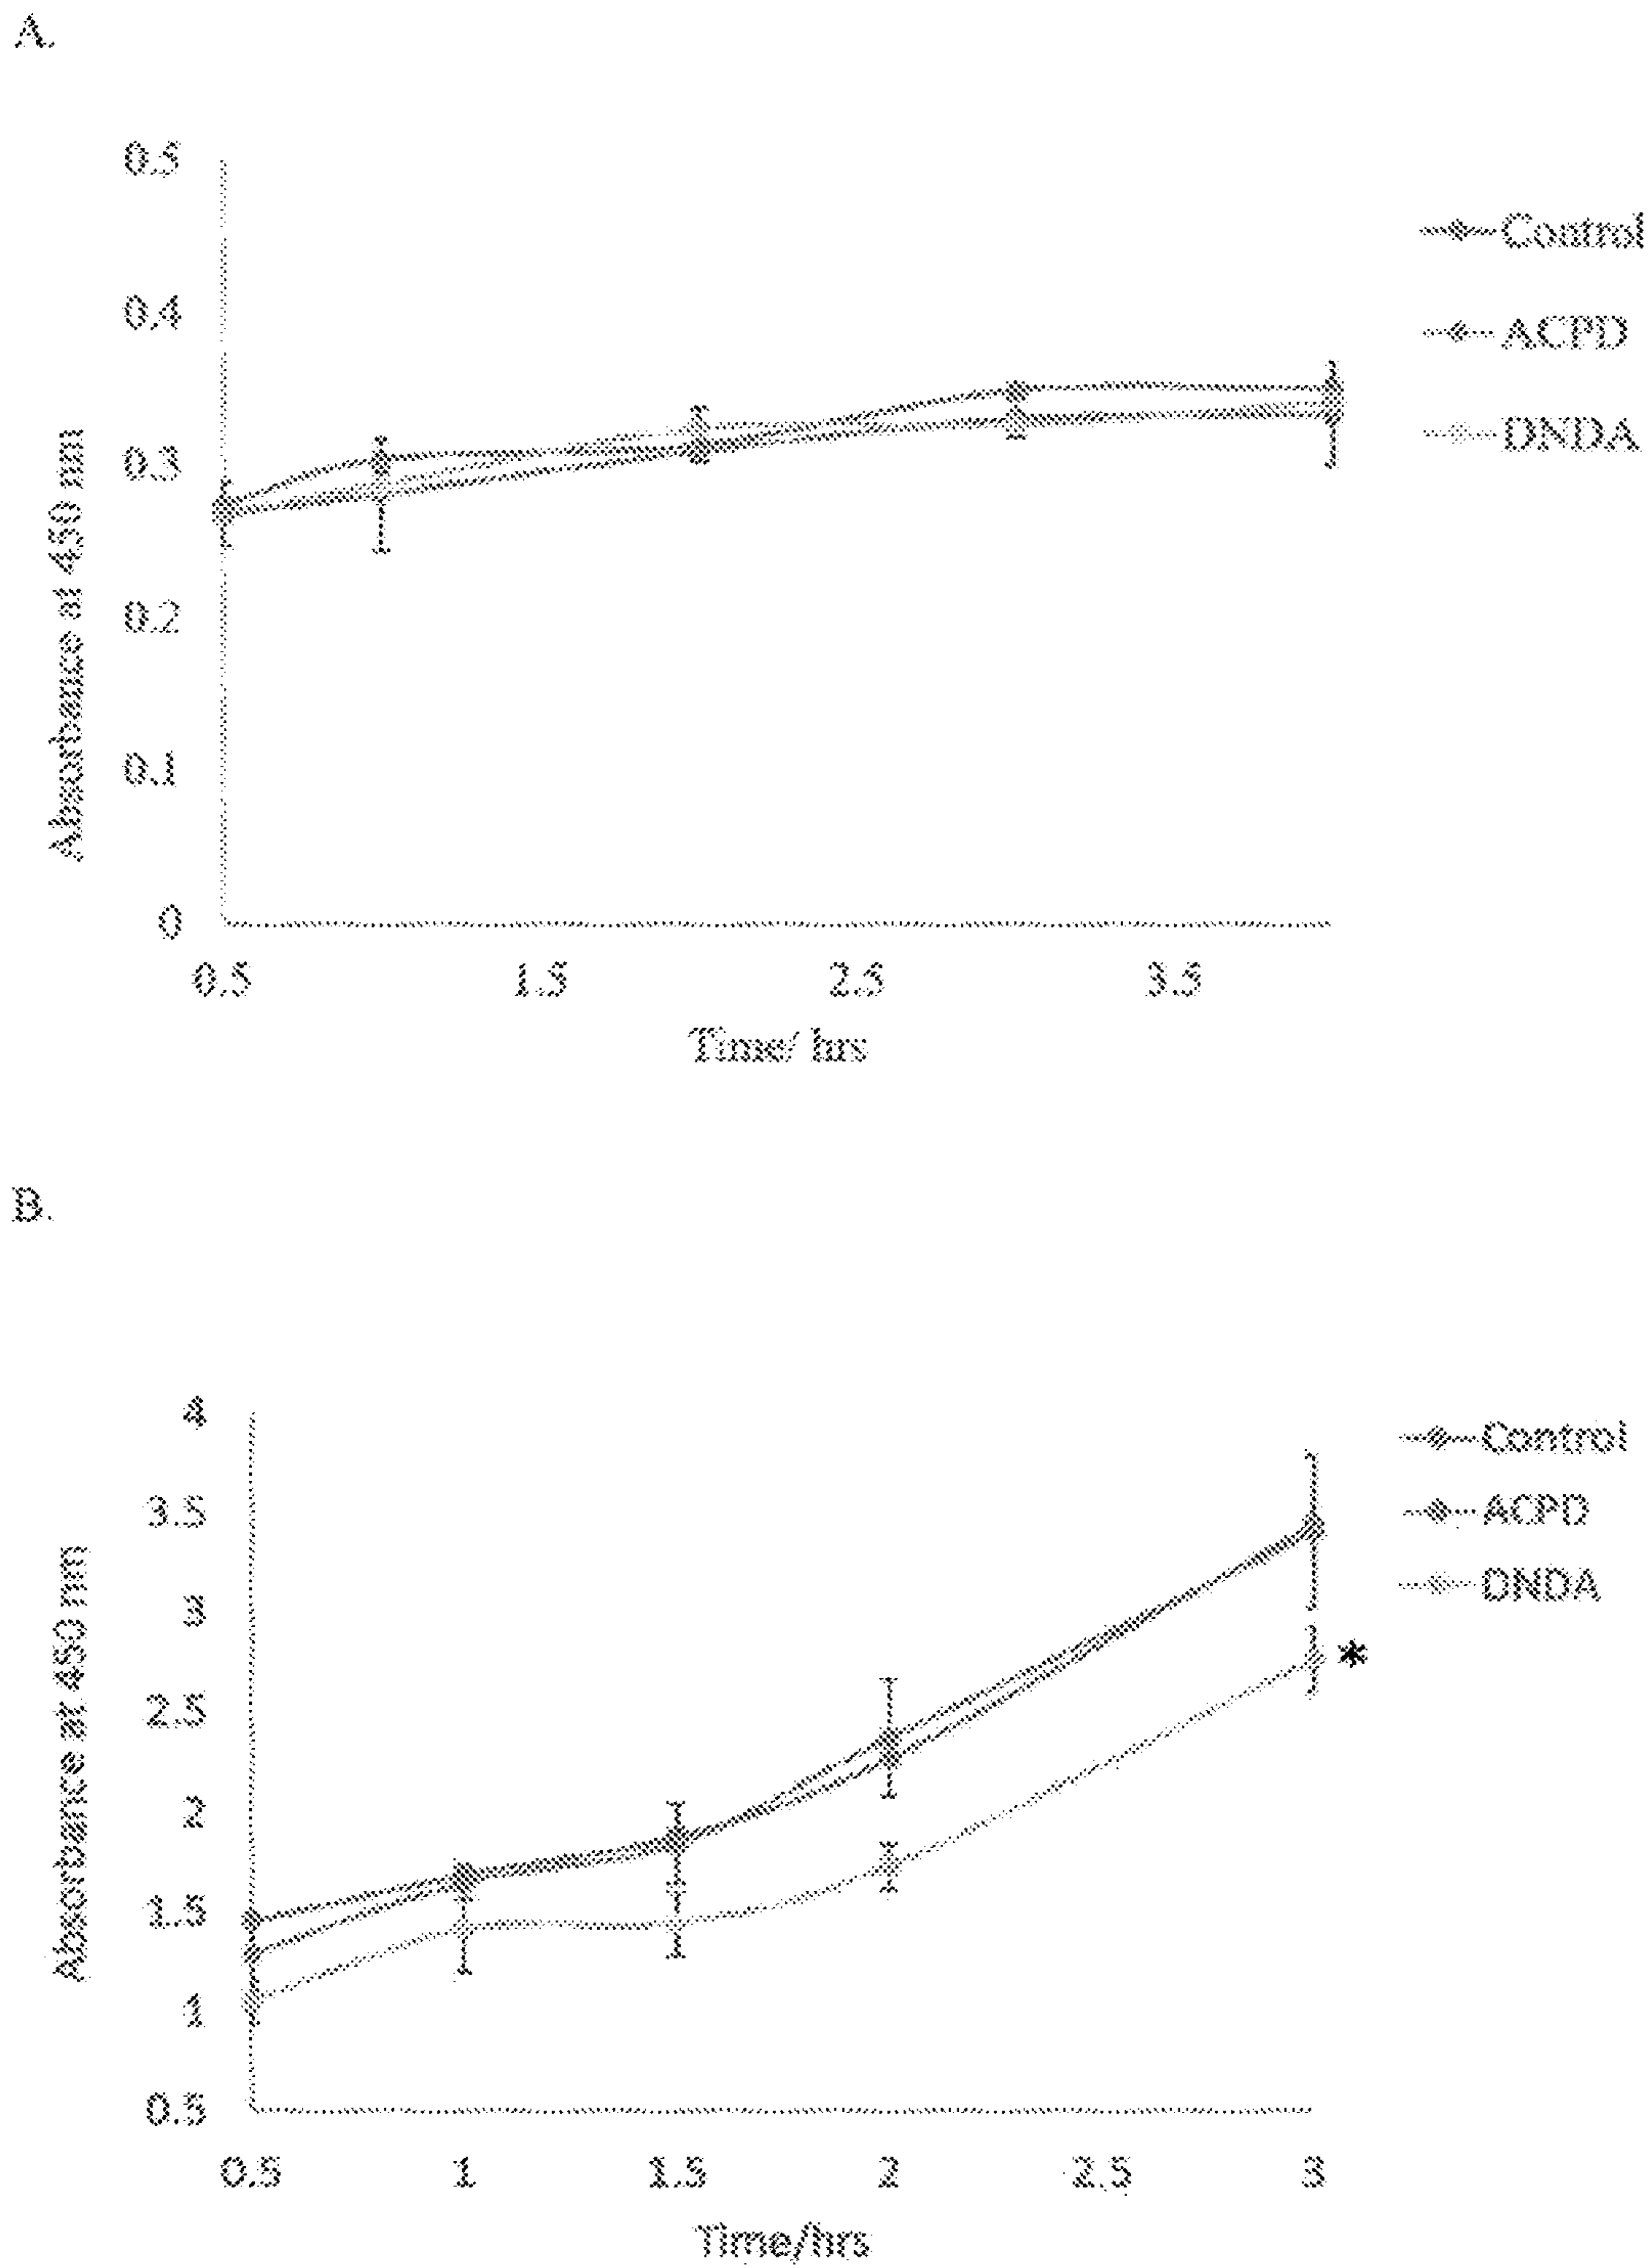 A.
0.5
0.4
0.3
0.2
0.1
0
Absorbance at 450 nm
0.5 1.5 2.5 3.5
Time/ hrs
Control
ACPD
DNDA
B.
4
3.5
3
2.5
2
1.5
1
0.5
Absorbance at 450 nm
0.5 1 1.5 2 2.5 3
Time/hrs
Control
ACPD
DNDA
*